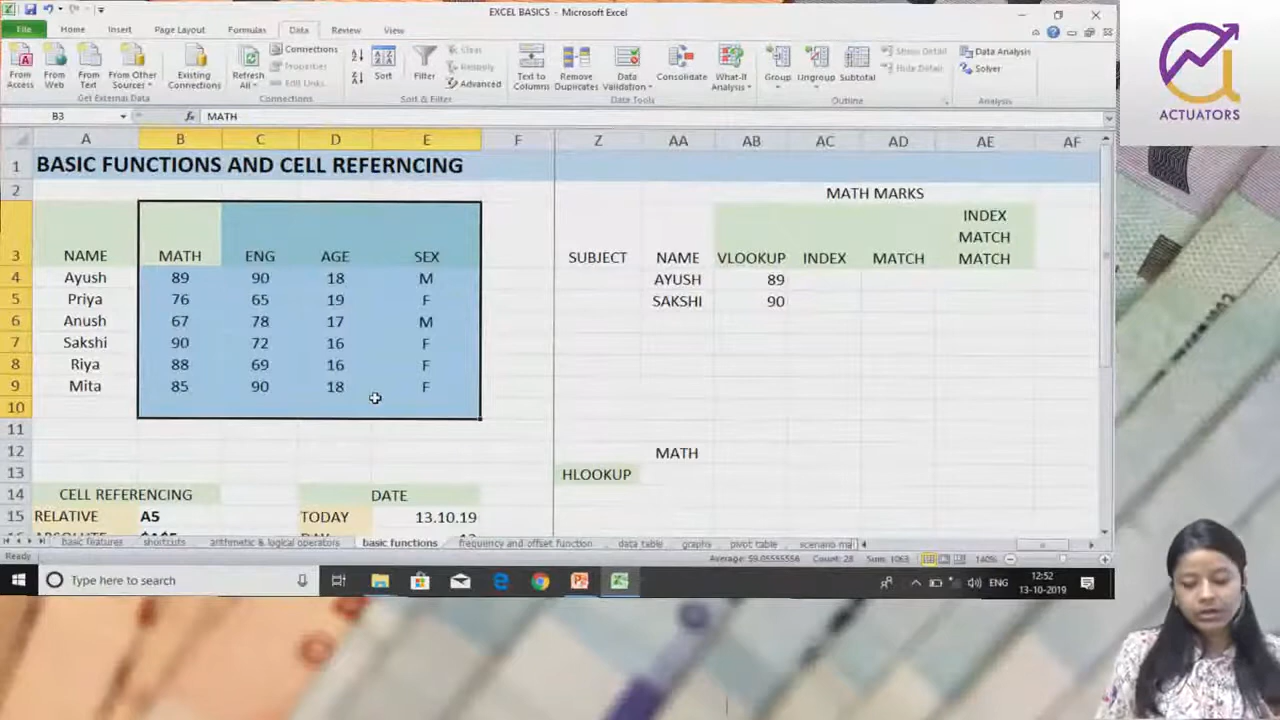 EXCEL BASICS - Microsoft Excel
File Home Insert Page Layout Formulas Data Review View
From Access
From Web
From Text
From Other Sources
Existing Connections
Refresh All
Connections
Properties
Edit Links
Sort
Filter
Clear
Reapply
Advanced
Text to Columns
Remove Duplicates
Data Validation
Consolidate
What-If Analysis
Group
Ungroup
Subtotal
Show Detail
Hide Detail
Data Analysis
Solver
Get External Data Connections Sort & Filter Data Tools Outline Analysis
ACTUATORS
B3 fx MATH
A B C D E F Z AA AB AC AD AE AF
1 BASIC FUNCTIONS AND CELL REFERNCING
2 MATH MARKS
3 NAME MATH ENG AGE SEX SUBJECT NAME VLOOKUP INDEX MATCH INDEX MATCH MATCH
4 Ayush 89 90 18 M AYUSH 89
5 Priya 76 65 19 F SAKSHI 90
6 Anush 67 78 17 M
7 Sakshi 90 72 16 F
8 Riya 88 69 16 F
9 Mita 85 90 18 F
10
11
12 MATH
13 HLOOKUP
14 CELL REFERENCING DATE
15 RELATIVE A5 TODAY 13.10.19
basic features shortcuts arithmetic & logical operators basic functions frequency and offset function data table graphs pivot table scenario ma
Ready Average: 59.05555556 Count: 28 Sum: 1063 140%
Type here to search
ENG
12:52
13-10-2019